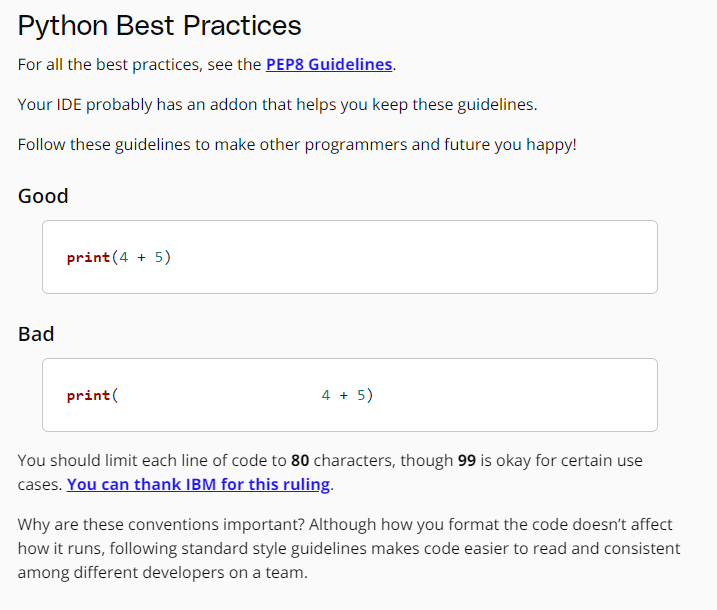 Python Best Practices
For all the best practices, see the PEP8 Guidelines.
Your IDE probably has an addon that helps you keep these guidelines.
Follow these guidelines to make other programmers and future you happy!
Good
print(4 + 5)
Bad
print(                        4 + 5)
You should limit each line of code to 80 characters, though 99 is okay for certain use
cases. You can thank IBM for this ruling.
Why are these conventions important? Although how you format the code doesn’t affect
how it runs, following standard style guidelines makes code easier to read and consistent
among different developers on a team.